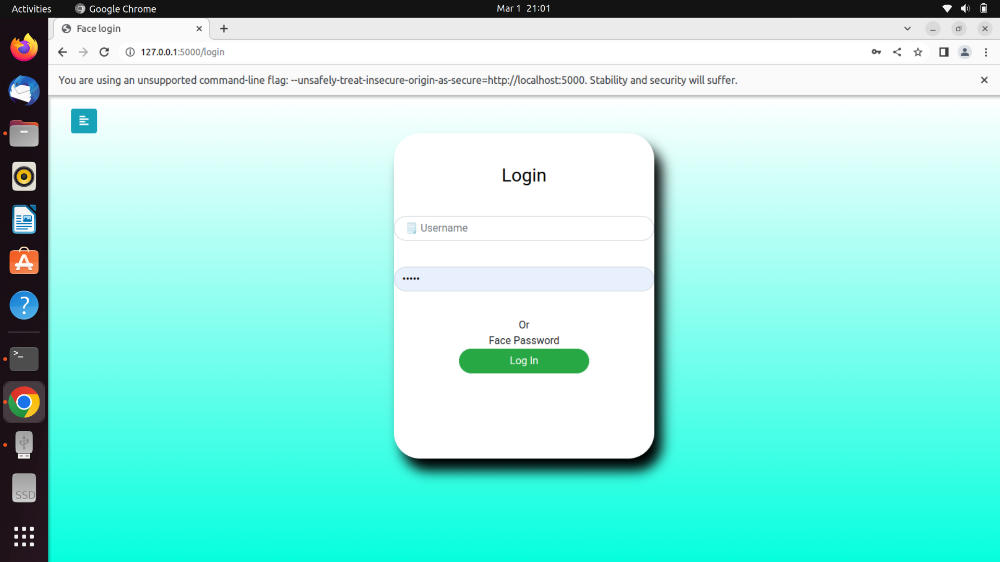 Activities
Google Chrome
Mar 1 21:01
Face login
127.0.0.1:5000/login
You are using an unsupported command-line flag: --unsafely-treat-insecure-origin-as-secure=http://localhost:5000. Stability and security will suffer.
Login
Username
•••••
Or
Face Password
Log In
>_
SSD